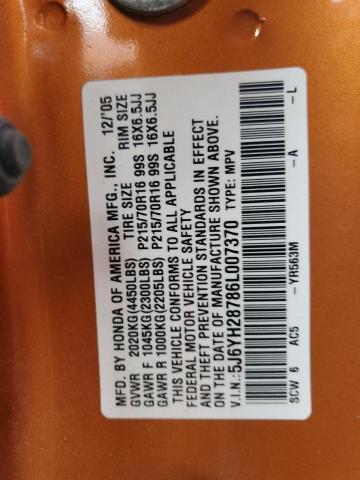 MFD. BY HONDA OF AMERICA MFG., INC. 12/'05
GVWR 2020KG(4450LBS) TIRE SIZE RIM SIZE
GAWR F 1045KG(2300LBS) P215/70R16 99S 16X6.5JJ
GAWR R 1000KG(2205LBS) P215/70R16 99S 16X6.5JJ
THIS VEHICLE CONFORMS TO ALL APPLICABLE
FEDERAL MOTOR VEHICLE SAFETY
AND THEFT PREVENTION STANDARDS IN EFFECT
ON THE DATE OF MANUFACTURE SHOWN ABOVE.
V.I.N.: 5J6YH28786L007370 TYPE: MPV
SCW 6 AC5 – YR563M – A – L